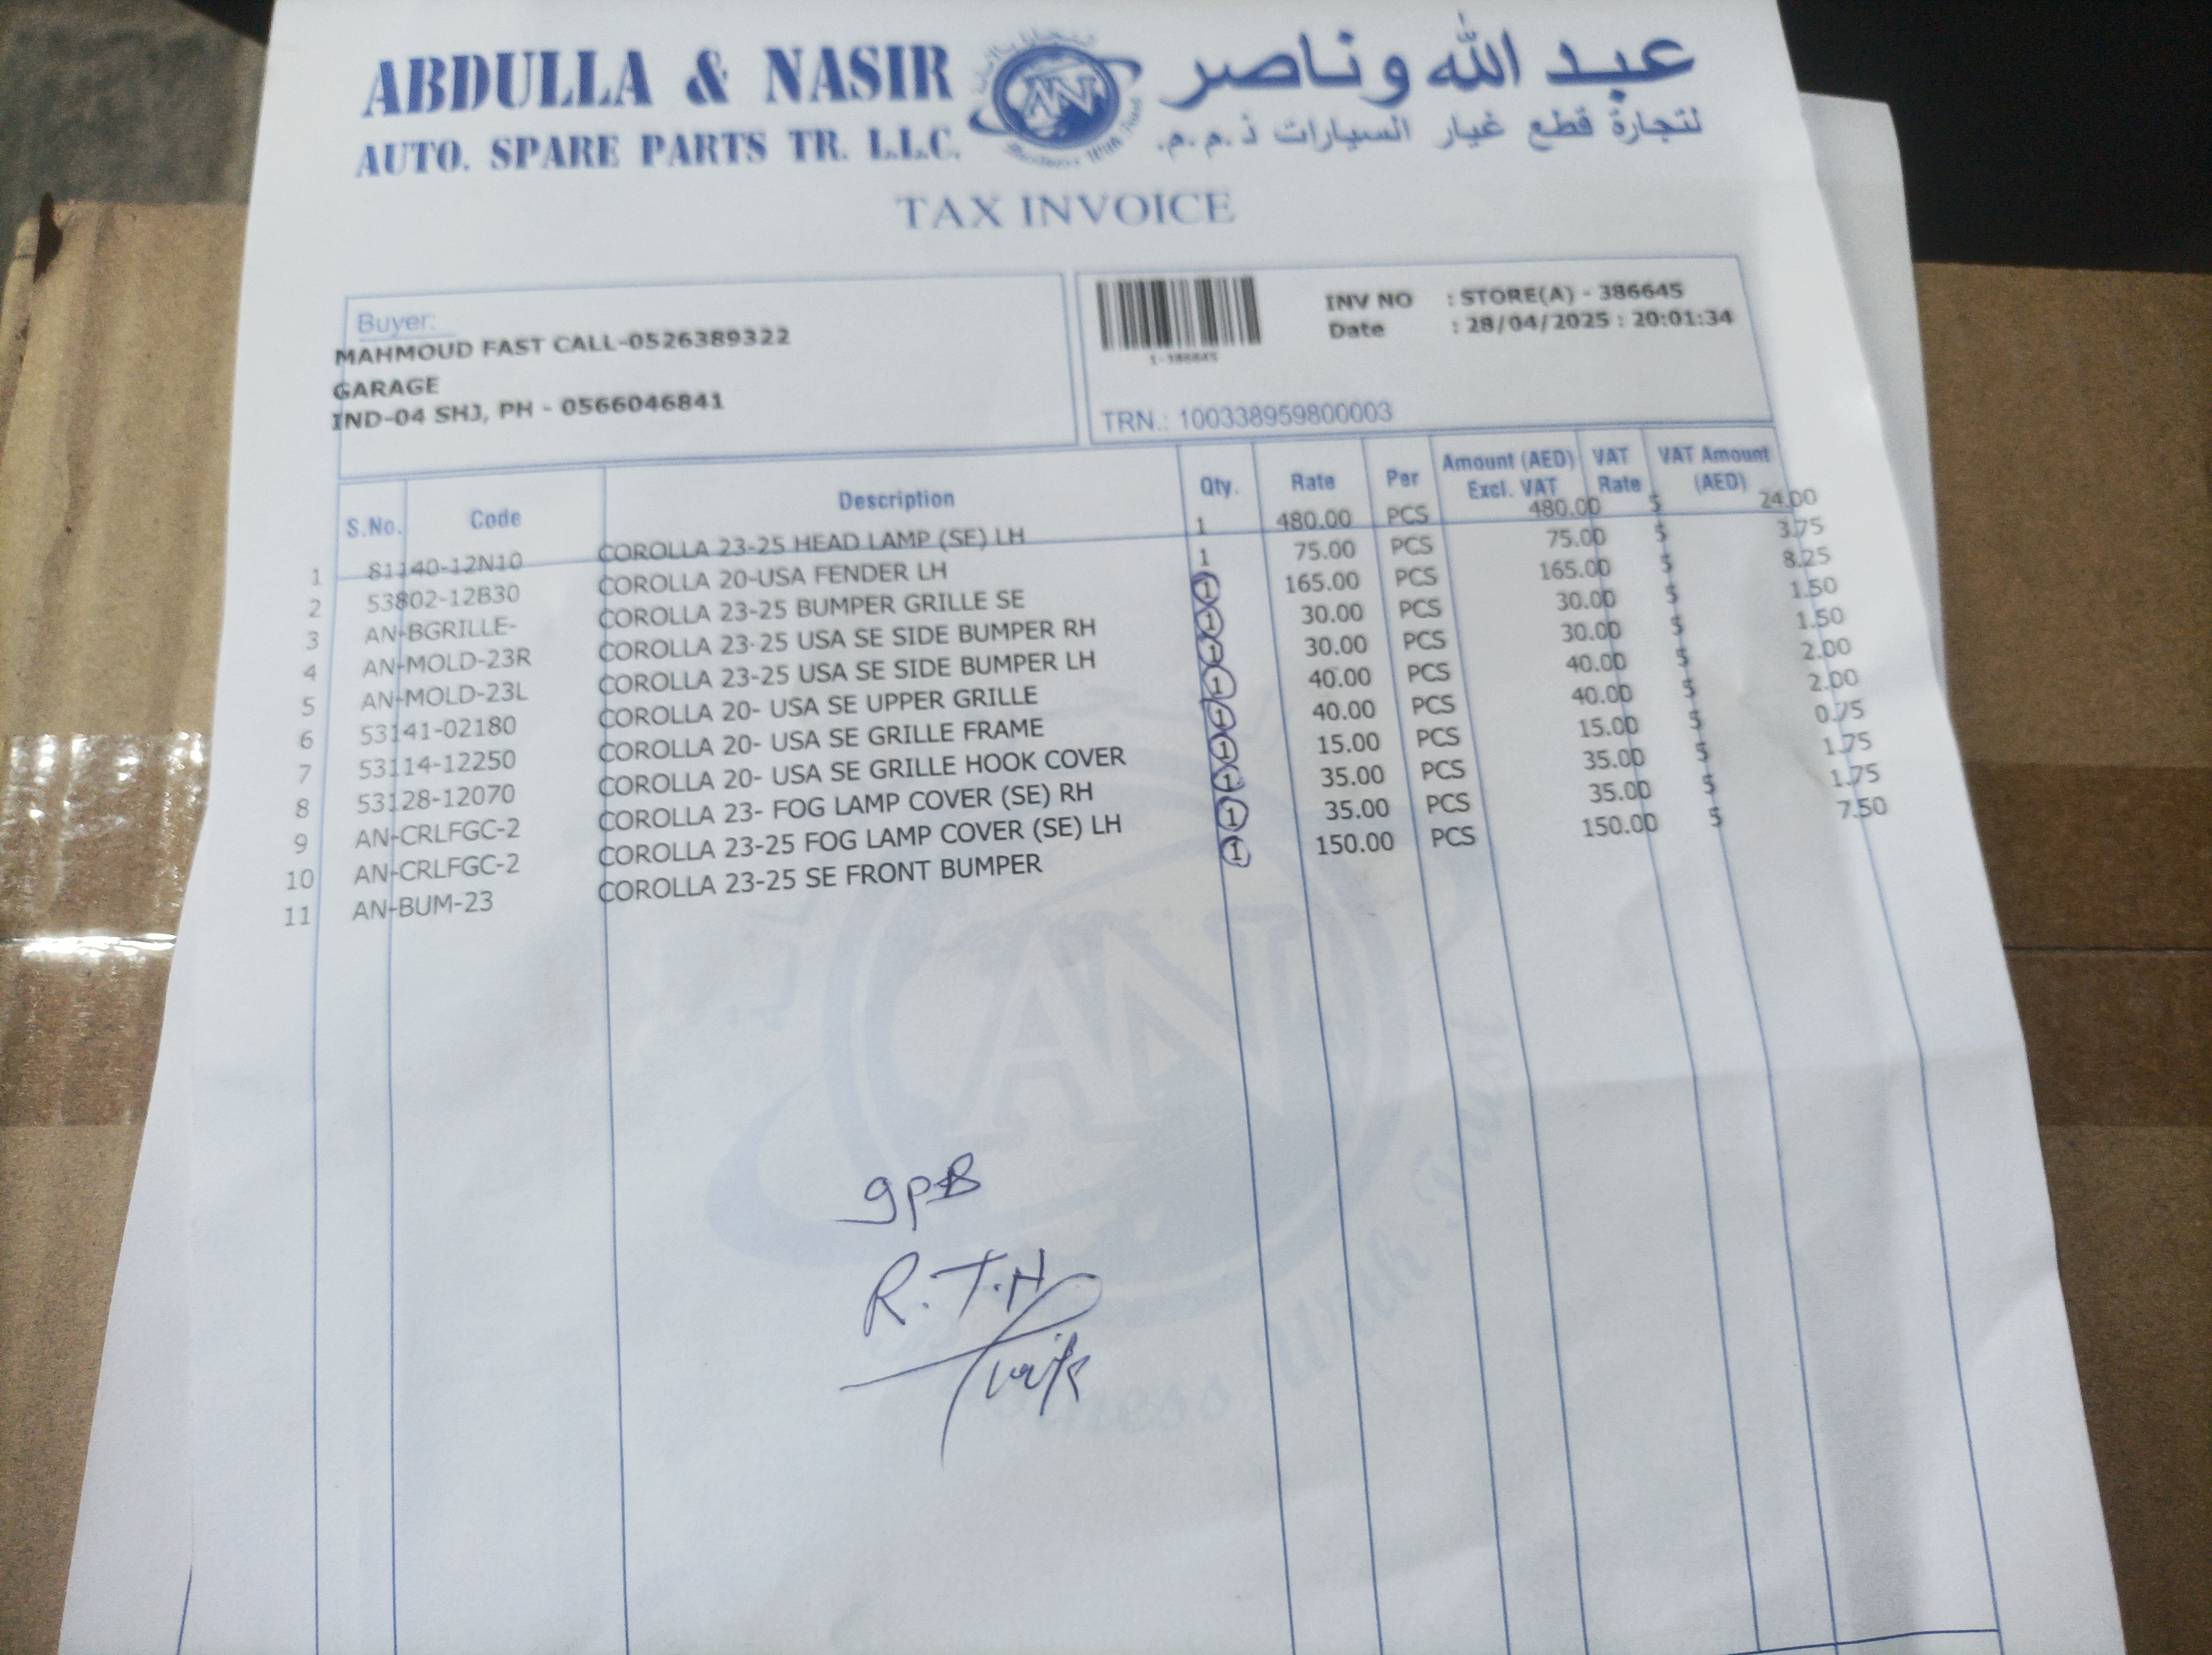 ABDULLA & NASIR
AUTO. SPARE PARTS TR. L.L.C.
AN
Business With Trust
عبد الله وناصر
لتجارة قطع غيار السيارات ذ.م.م.
TAX INVOICE
Buyer:
MAHMOUD FAST CALL-0526389322
GARAGE
IND-04 SHJ, PH - 0566046841
1-386645
INV NO : STORE(A) - 386645
Date : 28/04/2025 : 20:01:34
TRN.: 100338959800003
S.No. Code Description Qty. Rate Per Amount (AED) Excl. VAT VAT Rate VAT Amount (AED)
1 81140-12N10 COROLLA 23-25 HEAD LAMP (SE) LH 1 480.00 PCS 480.00 5 24.00
2 53802-12B30 COROLLA 20-USA FENDER LH 1 75.00 PCS 75.00 5 3.75
3 AN-BGRILLE- COROLLA 23-25 BUMPER GRILLE SE 1 165.00 PCS 165.00 5 8.25
4 AN-MOLD-23R COROLLA 23-25 USA SE SIDE BUMPER RH 1 30.00 PCS 30.00 5 1.50
5 AN-MOLD-23L COROLLA 23-25 USA SE SIDE BUMPER LH 1 30.00 PCS 30.00 5 1.50
6 53141-02180 COROLLA 20- USA SE UPPER GRILLE 1 40.00 PCS 40.00 5 2.00
7 53114-12250 COROLLA 20- USA SE GRILLE FRAME 1 40.00 PCS 40.00 5 2.00
8 53128-12070 COROLLA 20- USA SE GRILLE HOOK COVER 1 15.00 PCS 15.00 5 0.75
9 AN-CRLFGC-2 COROLLA 23- FOG LAMP COVER (SE) RH 1 35.00 PCS 35.00 5 1.75
10 AN-CRLFGC-2 COROLLA 23-25 FOG LAMP COVER (SE) LH 1 35.00 PCS 35.00 5 1.75
11 AN-BUM-23 COROLLA 23-25 SE FRONT BUMPER 1 150.00 PCS 150.00 5 7.50
AN
R.T.N